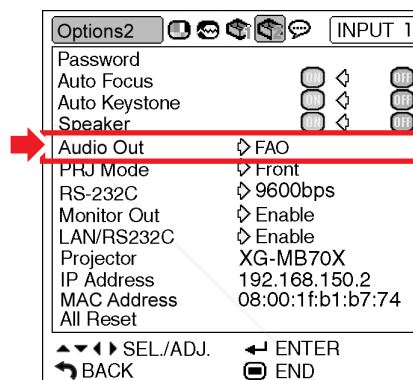 Options2 INPUT 1
Password
Auto Focus ON OFF
Auto Keystone ON OFF
Speaker ON OFF
Audio Out FAO
PRJ Mode Front
RS-232C 9600bps
Monitor Out Enable
LAN/RS232C Enable
Projector XG-MB70X
IP Address 192.168.150.2
MAC Address 08:00:1f:b1:b7:74
All Reset
SEL./ADJ. ENTER
BACK END